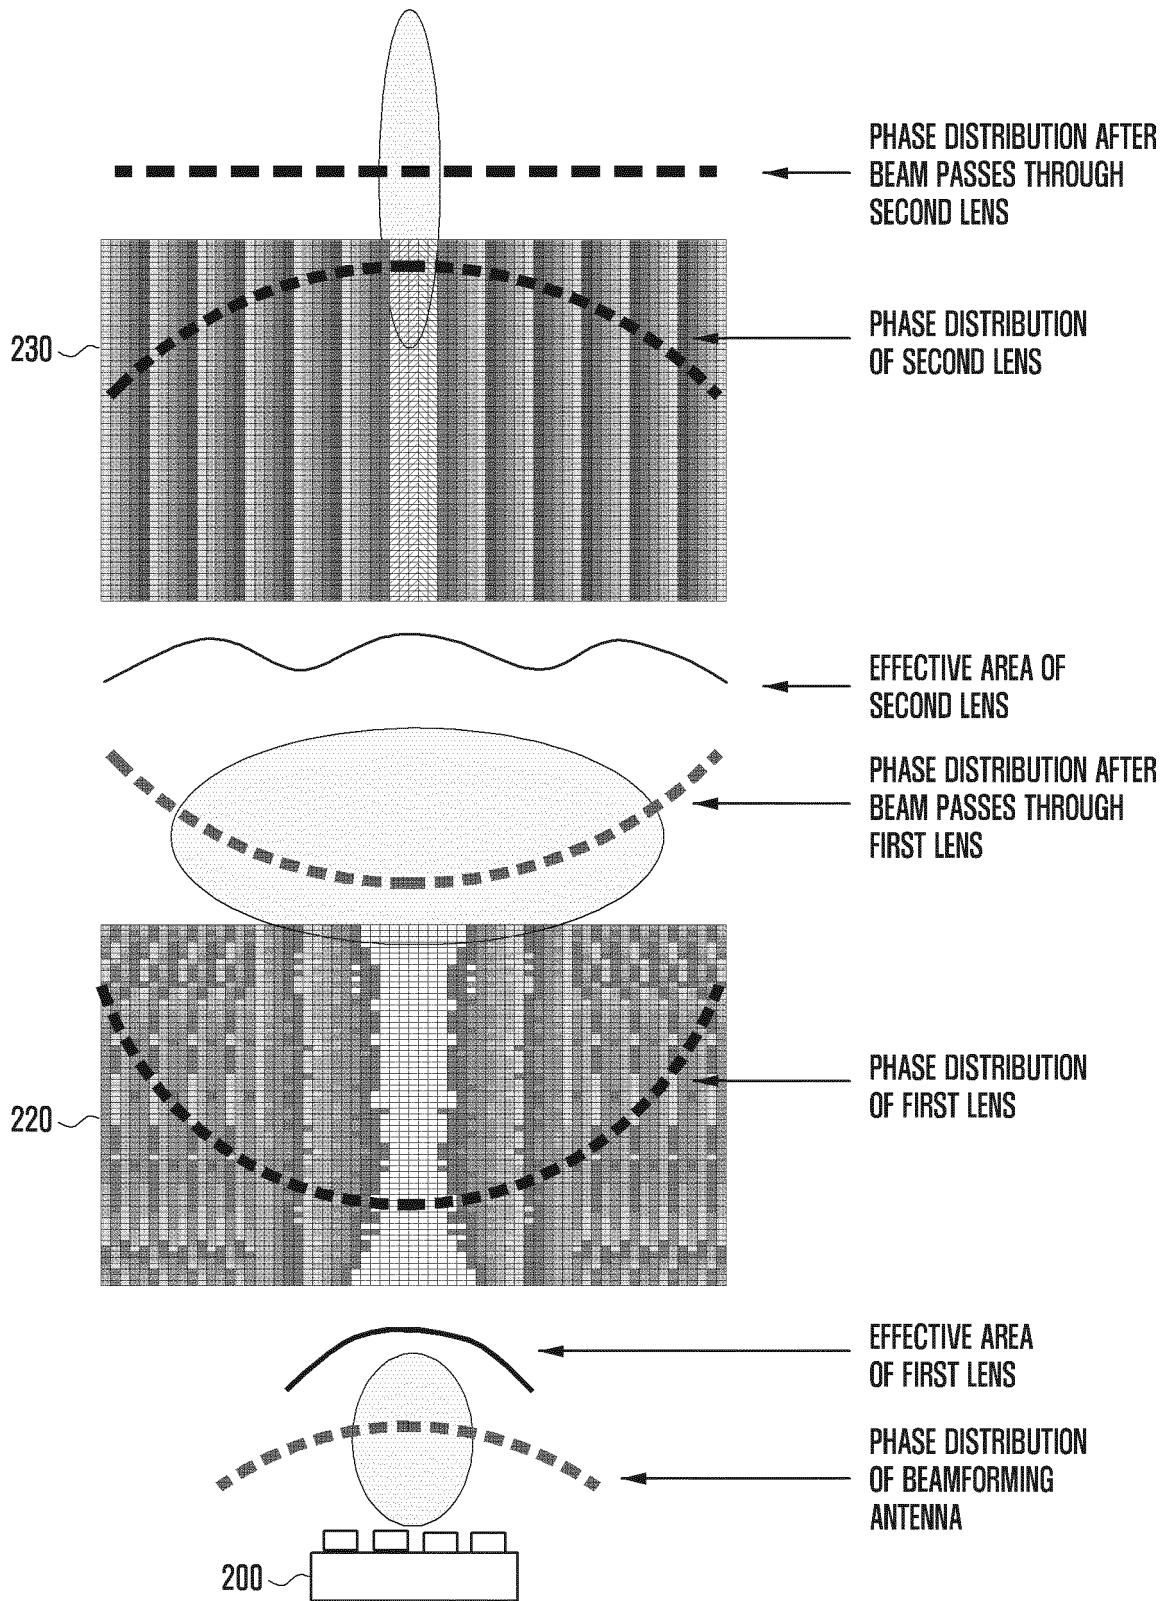 PHASE DISTRIBUTION AFTER
BEAM PASSES THROUGH
SECOND LENS
230
PHASE DISTRIBUTION
OF SECOND LENS
EFFECTIVE AREA OF
SECOND LENS
PHASE DISTRIBUTION AFTER
BEAM PASSES THROUGH
FIRST LENS
220
PHASE DISTRIBUTION
OF FIRST LENS
EFFECTIVE AREA
OF FIRST LENS
PHASE DISTRIBUTION
OF BEAMFORMING
ANTENNA
200